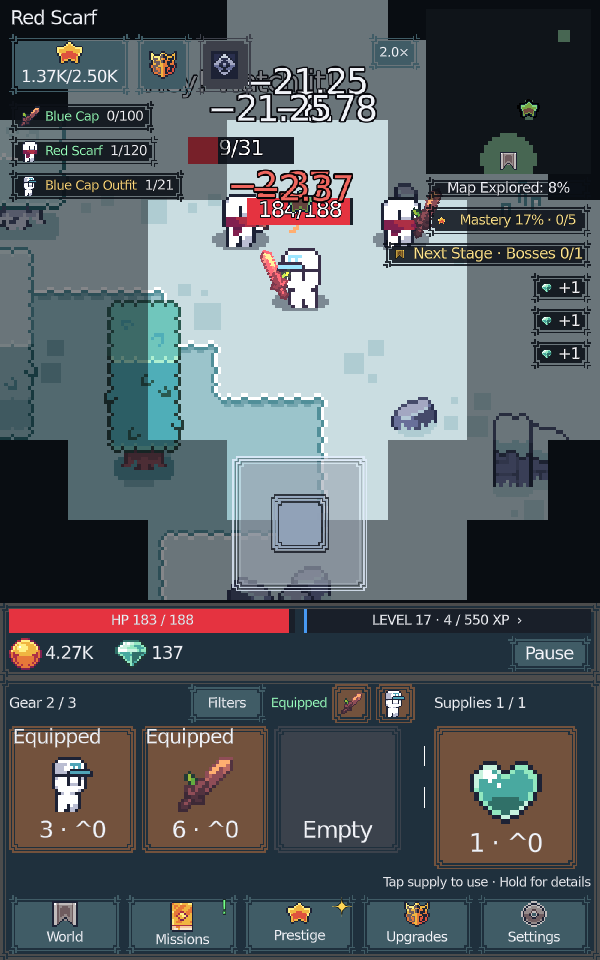 Red Scarf
1.37K/2.50K
2.0×
Blue Cap 0/100
Red Scarf 1/120
Blue Cap Outfit 1/21
−21.25
9/31
184/188
Map Explored: 8%
Mastery 17% · 0/5
Next Stage · Bosses 0/1
+1
+1
+1
HP 183 / 188
LEVEL 17 · 4 / 550 XP ›
4.27K
137
Pause
Gear 2 / 3
Filters
Equipped
Supplies 1 / 1
Equipped
3 · ^0
Equipped
6 · ^0
Empty
1 · ^0
Tap supply to use · Hold for details
World
Missions
!
Prestige
Upgrades
Settings